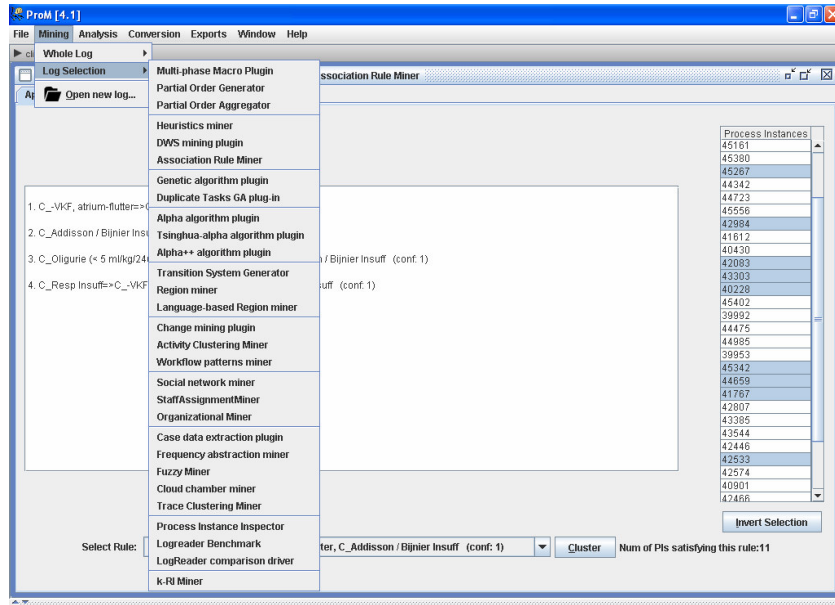 ProM [4.1]
File Mining Analysis Conversion Exports Window Help
Whole Log
Log Selection
Open new log...
Multi-phase Macro Plugin
Partial Order Generator
Partial Order Aggregator
Heuristics miner
DWS mining plugin
Association Rule Miner
Genetic algorithm plugin
Duplicate Tasks GA plug-in
Alpha algorithm plugin
Tsinghua-alpha algorithm plugin
Alpha++ algorithm plugin
Transition System Generator
Region miner
Language-based Region miner
Change mining plugin
Activity Clustering Miner
Workflow patterns miner
Social network miner
StaffAssignmentMiner
Organizational Miner
Case data extraction plugin
Frequency abstraction miner
Fuzzy Miner
Cloud chamber miner
Trace Clustering Miner
Process Instance Inspector
Logreader Benchmark
LogReader comparison driver
k-RI Miner
ssociation Rule Miner
1. C_-VKF, atrium-flutter=>
2. C_Addisson / Bijnier Insu
3. C_Oligurie (< 5 ml/kg/24 / Bijnier Insuff (conf: 1)
4. C_Resp Insuff=>C_-VKF uff (conf: 1)
Process Instances
45161
45380
45267
44342
44723
45556
42984
41612
40430
42083
43303
40228
45402
39992
44475
44985
39953
45342
44659
41767
42807
43385
43544
42446
42533
42574
40901
42466
Invert Selection
Select Rule: ter, C_Addisson / Bijnier Insuff (conf: 1) Cluster Num of PIs satisfying this rule:11